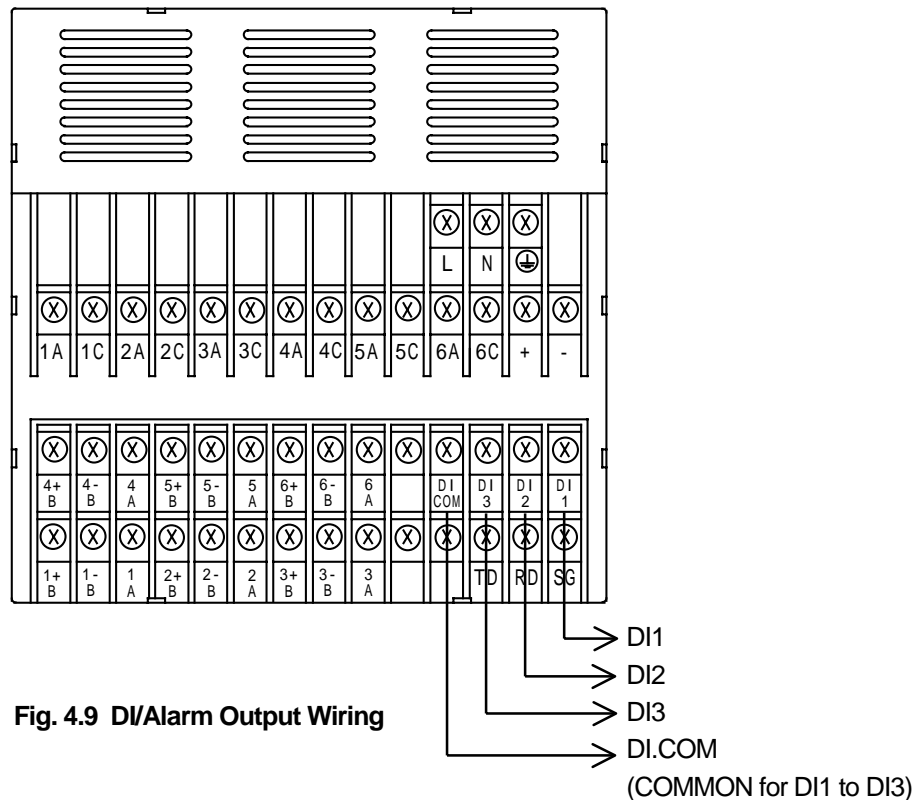 L N
1A 1C 2A 2C 3A 3C 4A 4C 5A 5C 6A 6C + -
4+ 4- 4 5+ 5- 5 6+ 6- 6 DI DI DI DI
B B A B B A B B A COM 3 2 1
1+ 1- 1 2+ 2- 2 3+ 3- 3 TD RD SG
B B A B B A B B A
DI1
DI2
DI3
Fig. 4.9 DI/Alarm Output Wiring
DI.COM
(COMMON for DI1 to DI3)